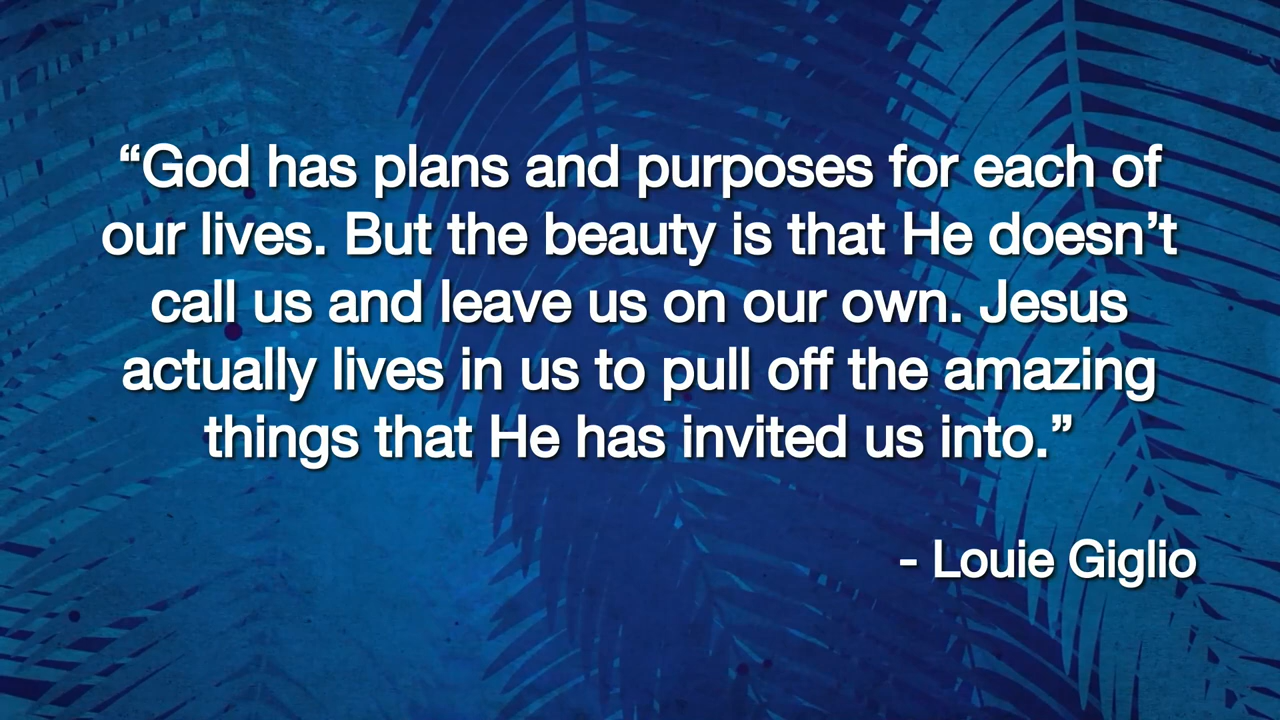 “God has plans and purposes for each of
our lives. But the beauty is that He doesn’t
call us and leave us on our own. Jesus
actually lives in us to pull off the amazing
things that He has invited us into.”
- Louie Giglio